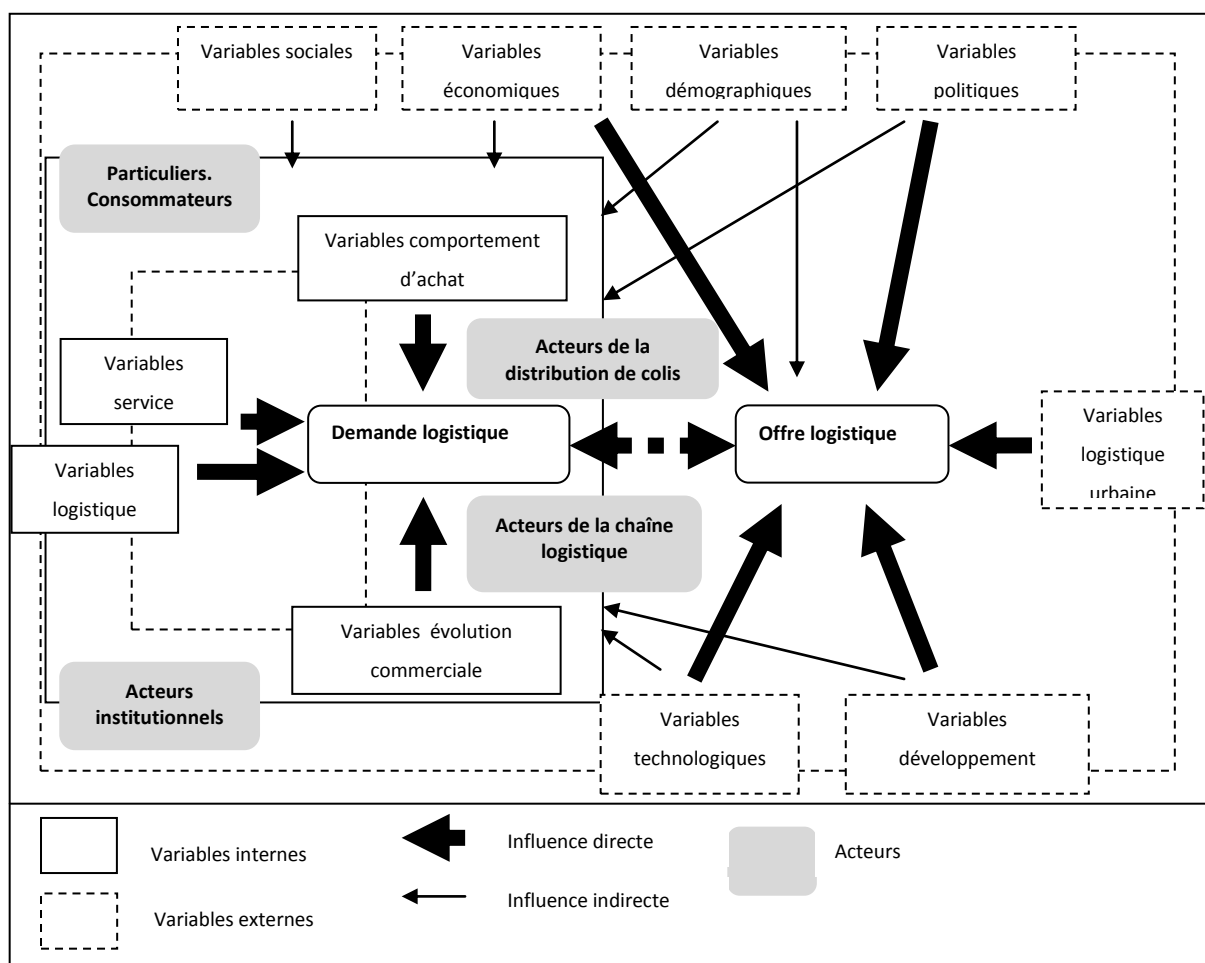 Variables sociales
Variables
économiques
Variables
démographiques
Variables
politiques
Particuliers.
Consommateurs
Variables comportement
d’achat
Acteurs de la
distribution de colis
Variables
service
Demande logistique
Offre logistique
Variables
logistique
urbaine
Variables
logistique
Acteurs de la chaîne
logistique
Variables évolution
commerciale
Acteurs
institutionnels
Variables
technologiques
Variables
développement
Variables internes
Influence directe
Acteurs
Influence indirecte
Variables externes